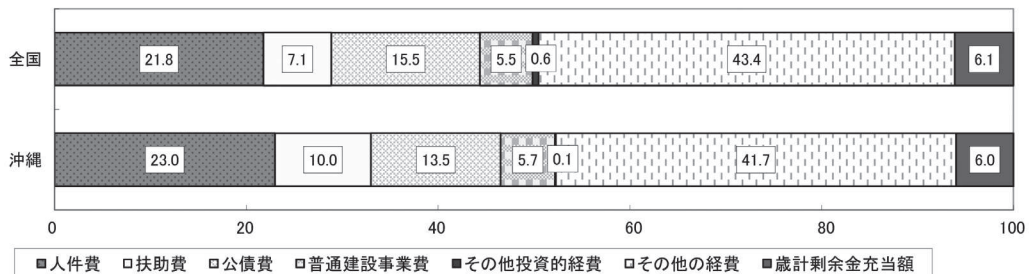 全国
21.8 7.1 15.5 5.5 0.6 43.4 6.1
沖縄
23.0 10.0 13.5 5.7 0.1 41.7 6.0
0 20 40 60 80 100
人件費 扶助費 公債費 普通建設事業費 その他投資的経費 その他の経費 歳計剰余金充当額